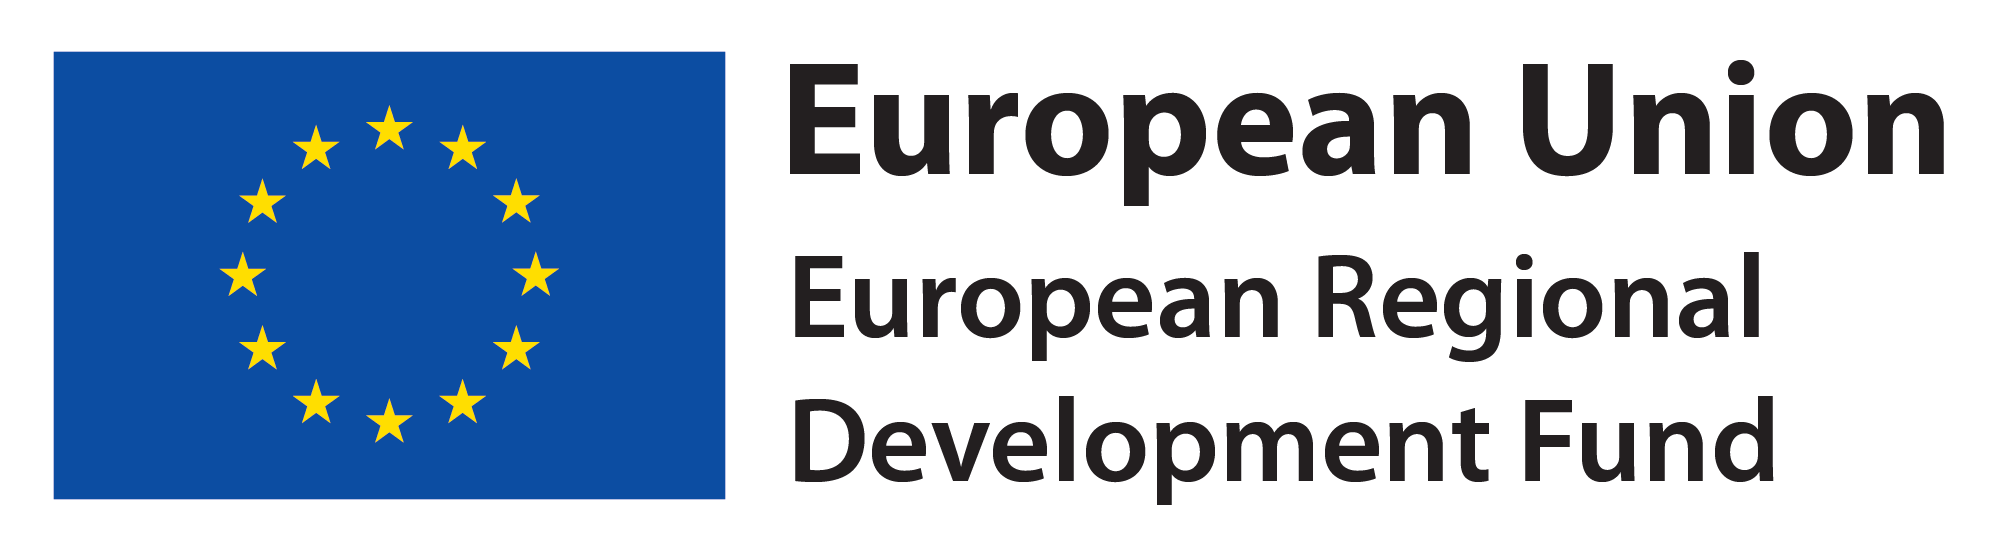 European Union
European Regional
Development Fund